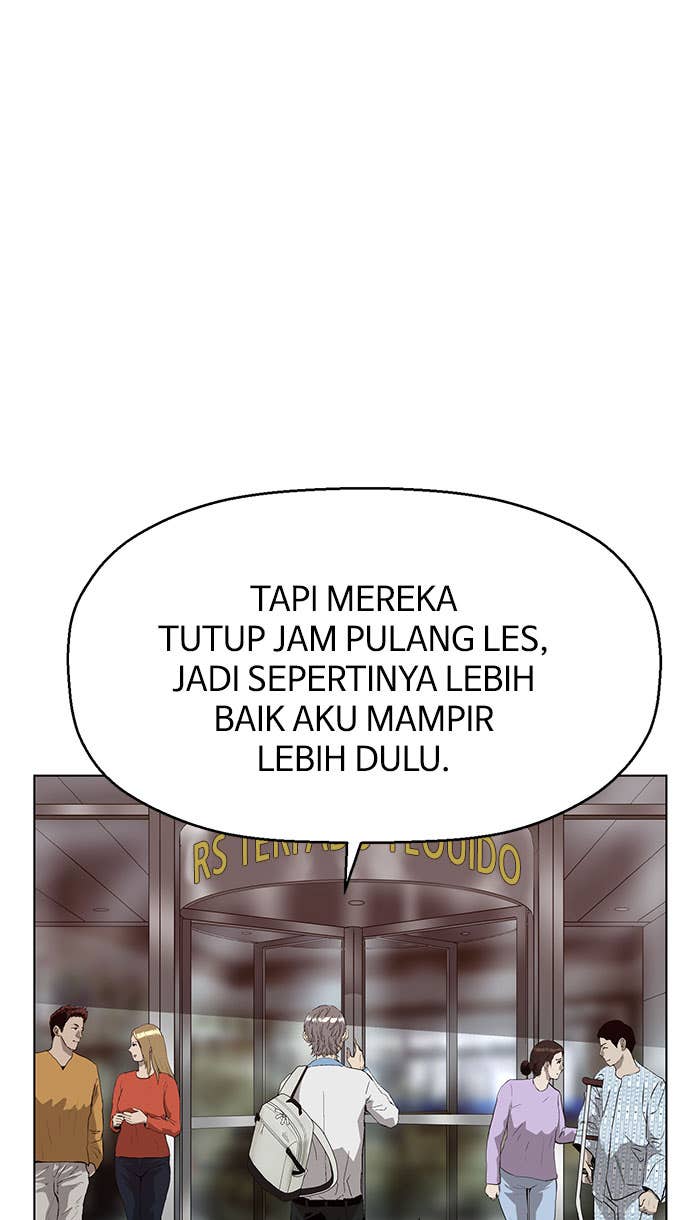 TAPI MEREKA
TUTUP JAM PULANG LES,
JADI SEPERTINYA LEBIH
BAIK AKU MAMPIR
LEBIH DULU.
RS